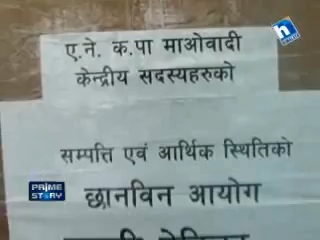 ए.ने. क.पा माओवादी
केन्द्रीय सदस्यहरुको
सम्पत्ति एवं आर्थिक स्थितिको
छानविन आयोग
PRIME
STORY